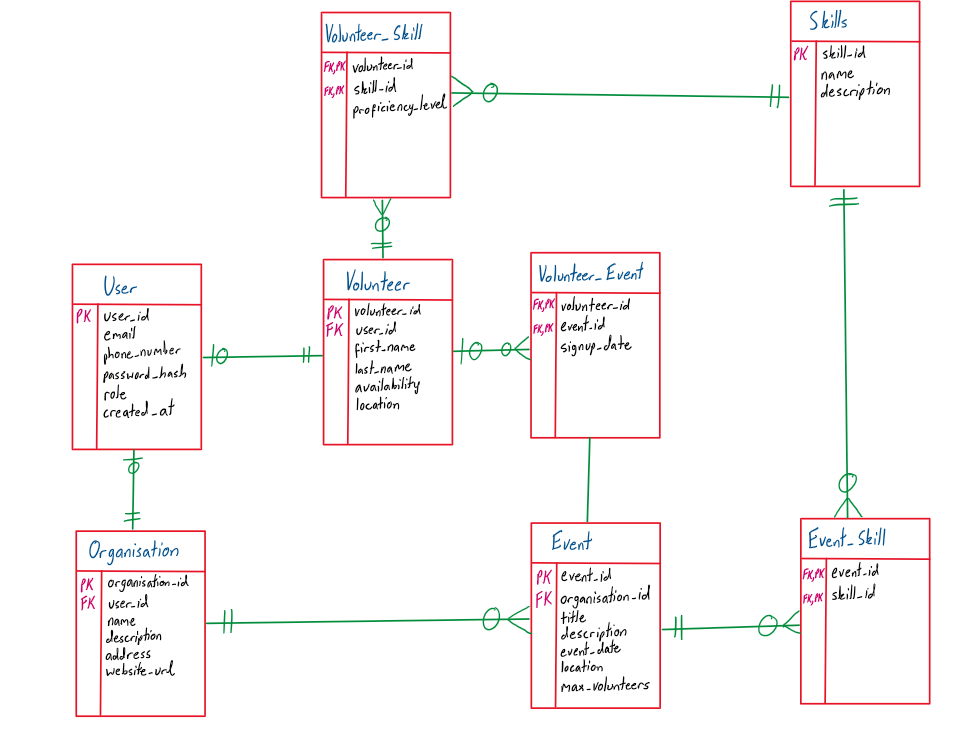 Volunteer_Skill
FK,PK volunteer_id
FK,PK skill_id
proficiency_level
Skills
PK skill_id
name
description
User
PK user_id
email
phone_number
password_hash
role
created_at
Volunteer
PK volunteer_id
FK user_id
first_name
last_name
availability
location
Volunteer_Event
FK,PK volunteer_id
FK,PK event_id
signup_date
Organisation
PK organisation_id
FK user_id
name
description
address
website_url
Event
PK event_id
FK organisation_id
title
description
event_date
location
max_volunteers
Event_Skill
FK,PK event_id
FK,PK skill_id